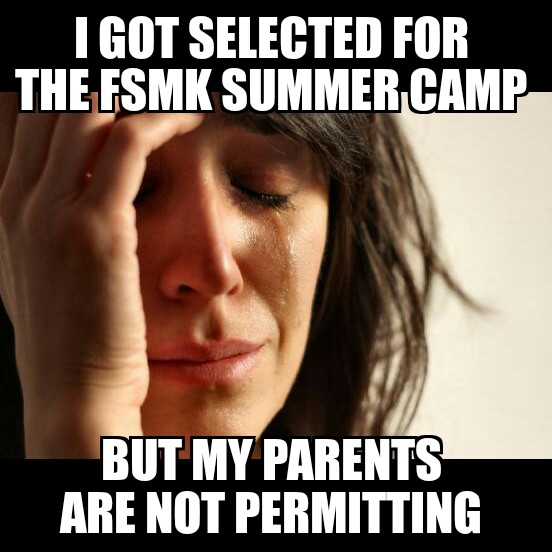 I GOT SELECTED FOR
THE FSMK SUMMER CAMP
BUT MY PARENTS
ARE NOT PERMITTING